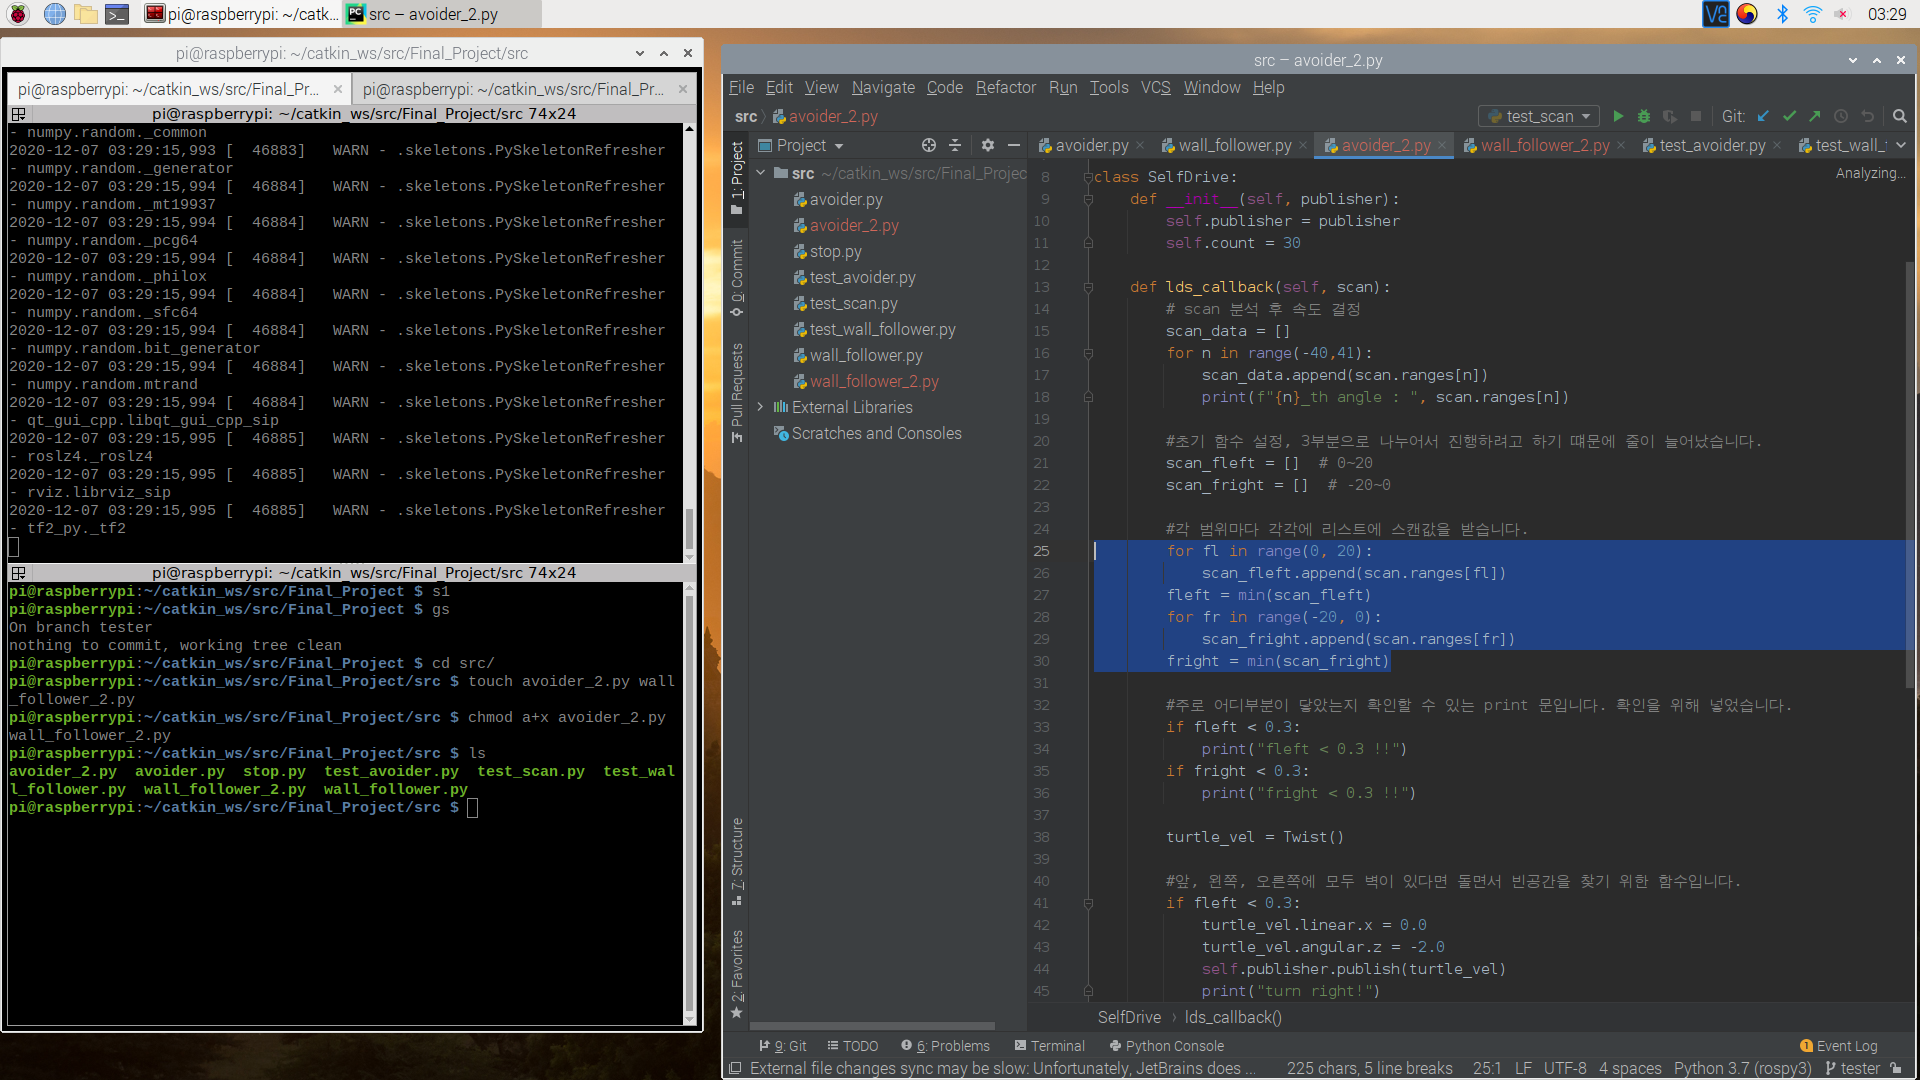 pi@raspberrypi: ~/catk...
src – avoider_2.py
03:29
pi@raspberrypi: ~/catkin_ws/src/Final_Project/src
pi@raspberrypi: ~/catkin_ws/src/Final_Pr...
pi@raspberrypi: ~/catkin_ws/src/Final_P...
pi@raspberrypi: ~/catkin_ws/src/Final_Project/src 74x24
- numpy.random._common
2020-12-07 03:29:15,993 [  46883]   WARN - .skeletons.PySkeletonRefresher
- numpy.random._generator
2020-12-07 03:29:15,994 [  46884]   WARN - .skeletons.PySkeletonRefresher
- numpy.random._mt19937
2020-12-07 03:29:15,994 [  46884]   WARN - .skeletons.PySkeletonRefresher
- numpy.random._pcg64
2020-12-07 03:29:15,994 [  46884]   WARN - .skeletons.PySkeletonRefresher
- numpy.random._philox
2020-12-07 03:29:15,994 [  46884]   WARN - .skeletons.PySkeletonRefresher
- numpy.random._sfc64
2020-12-07 03:29:15,994 [  46884]   WARN - .skeletons.PySkeletonRefresher
- numpy.random.bit_generator
2020-12-07 03:29:15,994 [  46884]   WARN - .skeletons.PySkeletonRefresher
- numpy.random.mtrand
2020-12-07 03:29:15,994 [  46884]   WARN - .skeletons.PySkeletonRefresher
- qt_gui_cpp.libqt_gui_cpp_sip
2020-12-07 03:29:15,995 [  46885]   WARN - .skeletons.PySkeletonRefresher
- roslz4._roslz4
2020-12-07 03:29:15,995 [  46885]   WARN - .skeletons.PySkeletonRefresher
- rviz.librviz_sip
2020-12-07 03:29:15,995 [  46885]   WARN - .skeletons.PySkeletonRefresher
- tf2_py._tf2
pi@raspberrypi: ~/catkin_ws/src/Final_Project/src 74x24
pi@raspberrypi:~/catkin_ws/src/Final_Project $ s1
pi@raspberrypi:~/catkin_ws/src/Final_Project $ gs
On branch tester
nothing to commit, working tree clean
pi@raspberrypi:~/catkin_ws/src/Final_Project $ cd src/
pi@raspberrypi:~/catkin_ws/src/Final_Project/src $ touch avoider_2.py wall
_follower_2.py
pi@raspberrypi:~/catkin_ws/src/Final_Project/src $ chmod a+x avoider_2.py
wall_follower_2.py
pi@raspberrypi:~/catkin_ws/src/Final_Project/src $ ls
avoider_2.py  avoider.py  stop.py  test_avoider.py  test_scan.py  test_wal
l_follower.py  wall_follower_2.py  wall_follower.py
pi@raspberrypi:~/catkin_ws/src/Final_Project/src $
src – avoider_2.py
File Edit View Navigate Code Refactor Run Tools VCS Window Help
src avoider_2.py
test_scan
Git:
1: Project
0: Commit
Pull Requests
7: Structure
2: Favorites
Project
src ~/catkin_ws/src/Final_Projec
avoider.py
avoider_2.py
stop.py
test_avoider.py
test_scan.py
test_wall_follower.py
wall_follower.py
wall_follower_2.py
External Libraries
Scratches and Consoles
avoider.py
wall_follower.py
avoider_2.py
wall_follower_2.py
test_avoider.py
test_wall_
Analyzing...
8 class SelfDrive:
9     def __init__(self, publisher):
10         self.publisher = publisher
11         self.count = 30
12
13     def lds_callback(self, scan):
14         # scan 분석 후 속도 결정
15         scan_data = []
16         for n in range(-40,41):
17             scan_data.append(scan.ranges[n])
18             print(f"{n}_th angle : ", scan.ranges[n])
19
20         #초기 함수 설정, 3부분으로 나누어서 진행하려고 하기 떄문에 줄이 늘어났습니다.
21         scan_fleft = []  # 0~20
22         scan_fright = []  # -20~0
23
24         #각 범위마다 각각에 리스트에 스캔값을 받습니다.
25         for fl in range(0, 20):
26             scan_fleft.append(scan.ranges[fl])
27         fleft = min(scan_fleft)
28         for fr in range(-20, 0):
29             scan_fright.append(scan.ranges[fr])
30         fright = min(scan_fright)
31
32         #주로 어디부분이 닿았는지 확인할 수 있는 print 문입니다. 확인을 위해 넣었습니다.
33         if fleft < 0.3:
34             print("fleft < 0.3 !!")
35         if fright < 0.3:
36             print("fright < 0.3 !!")
37
38         turtle_vel = Twist()
39
40         #앞, 왼쪽, 오른쪽에 모두 벽이 있다면 돌면서 빈공간을 찾기 위한 함수입니다.
41         if fleft < 0.3:
42             turtle_vel.linear.x = 0.0
43             turtle_vel.angular.z = -2.0
44             self.publisher.publish(turtle_vel)
45             print("turn right!")
SelfDrive › lds_callback()
9: Git
TODO
6: Problems
Terminal
Python Console
1 Event Log
External file changes sync may be slow: Unfortunately, JetBrains does ...
225 chars, 5 line breaks
25:1
LF
UTF-8
4 spaces
Python 3.7 (rospy3)
tester